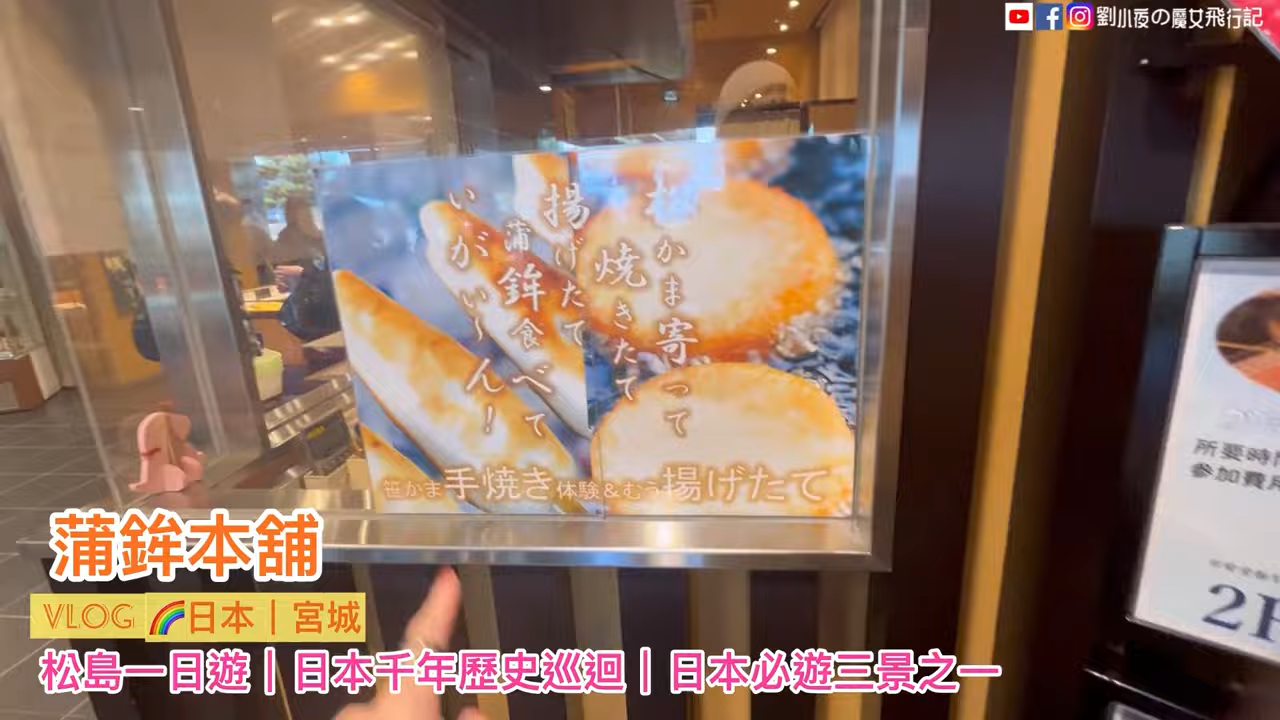 劉小夜の魔女飛行記
松かま寄って
焼きたて
揚げたて
蒲鉾食べて
いがい〜ん!
笹かま手焼き体験&むう揚げたて
所要時間
参加費用
蒲鉾本舗
VLOG 🌈日本|宮城
松島一日遊|日本千年歷史巡迴|日本必遊三景之一